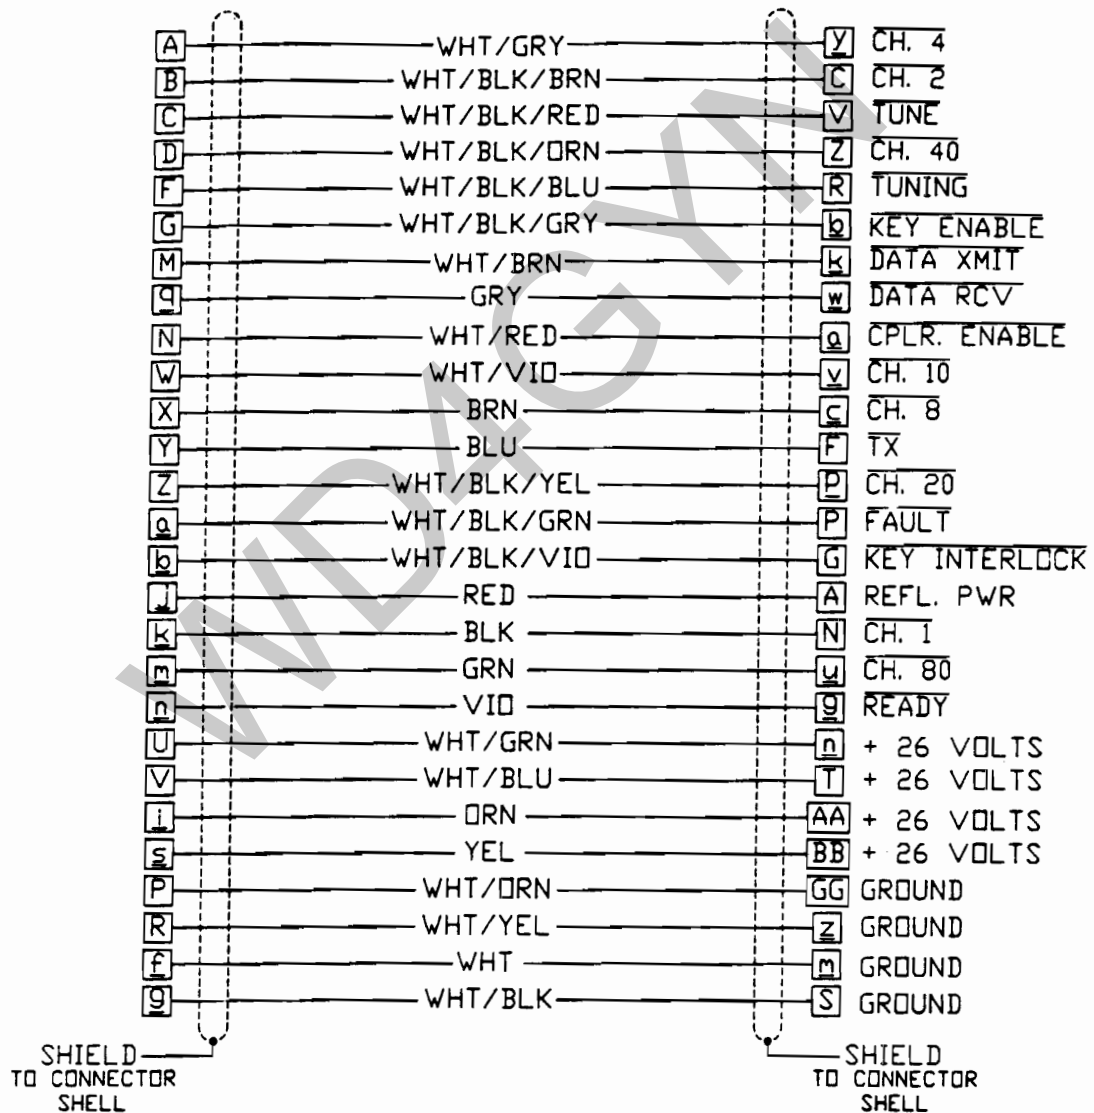 A WHT/GRY y CH. 4
B WHT/BLK/BRN C CH. 2
C WHT/BLK/RED V TUNE
D WHT/BLK/ORN Z CH. 40
F WHT/BLK/BLU R TUNING
G WHT/BLK/GRY b KEY ENABLE
M WHT/BRN k DATA XMIT
q GRY w DATA RCV
N WHT/RED a CPLR. ENABLE
W WHT/VIO v CH. 10
X BRN c CH. 8
Y BLU F TX
Z WHT/BLK/YEL p CH. 20
a WHT/BLK/GRN P FAULT
b WHT/BLK/VIO G KEY INTERLOCK
j RED A REFL. PWR
k BLK N CH. 1
m GRN u CH. 80
n VIO g READY
U WHT/GRN n + 26 VOLTS
V WHT/BLU T + 26 VOLTS
i ORN AA + 26 VOLTS
s YEL BB + 26 VOLTS
P WHT/ORN GG GROUND
R WHT/YEL z GROUND
f WHT m GROUND
g WHT/BLK S GROUND
SHIELD
TO CONNECTOR
SHELL
SHIELD
TO CONNECTOR
SHELL
WD4GYN